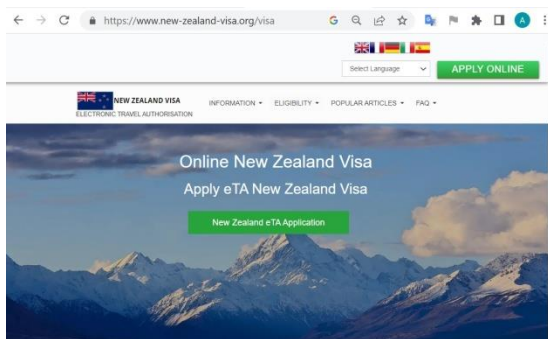 https://www.new-zealand-visa.org/visa
Select Language
APPLY ONLINE
NEW ZEALAND VISA
ELECTRONIC TRAVEL AUTHORISATION
INFORMATION
ELIGIBILITY
POPULAR ARTICLES
FAQ
Online New Zealand Visa
Apply eTA New Zealand Visa
New Zealand eTA Application